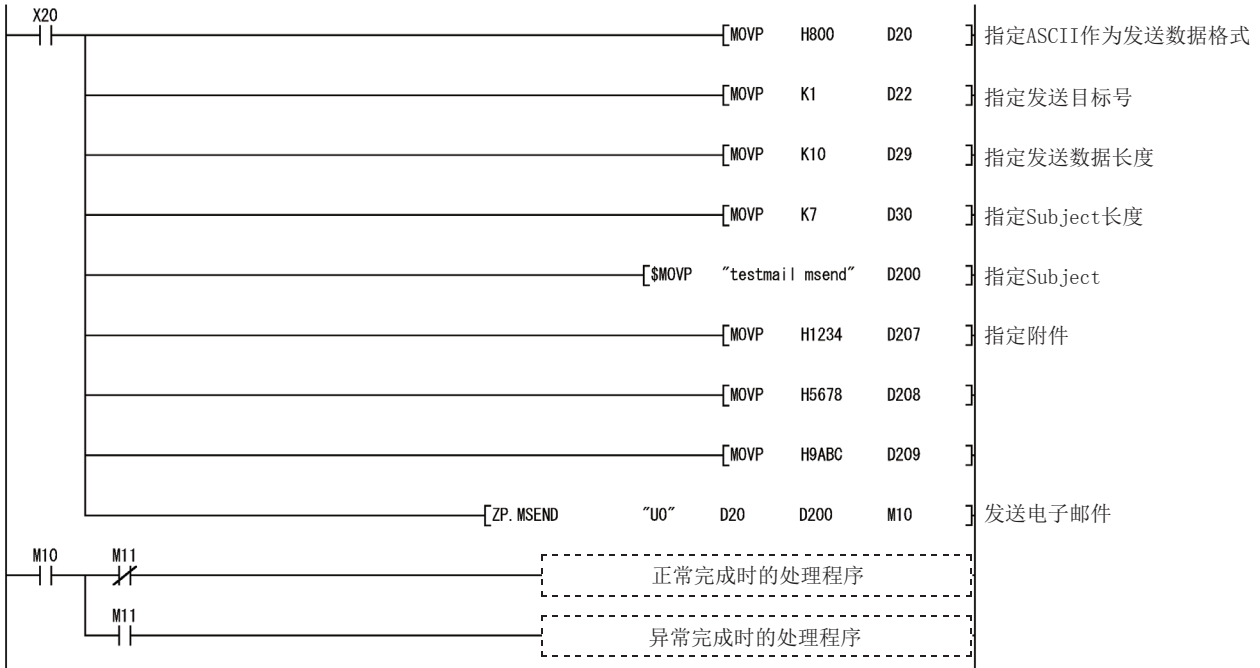 X20
[MOVP H800 D20 ] 指定ASCII作为发送数据格式
[MOVP K1 D22 ] 指定发送目标号
[MOVP K10 D29 ] 指定发送数据长度
[MOVP K7 D30 ] 指定Subject长度
[$MOVP "testmail msend" D200 ] 指定Subject
[MOVP H1234 D207 ] 指定附件
[MOVP H5678 D208 ]
[MOVP H9ABC D209 ]
[ZP.MSEND "U0" D20 D200 M10 ] 发送电子邮件
M10 M11
正常完成时的处理程序
M11
异常完成时的处理程序